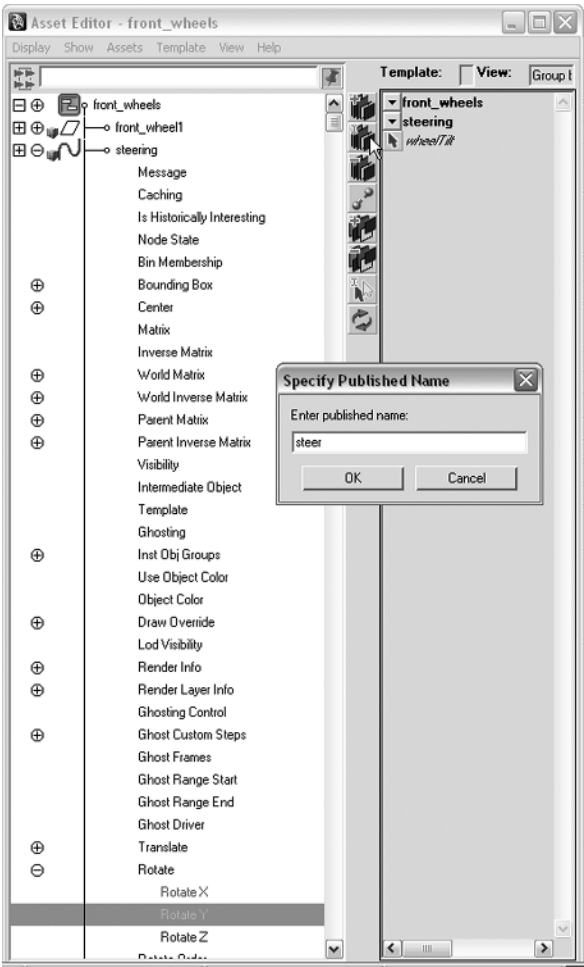 Asset Editor - front_wheels
Display Show Assets Template View Help
Template: View: Group b
front_wheels
front_wheel1
steering
Message
Caching
Is Historically Interesting
Node State
Bin Membership
Bounding Box
Center
Matrix
Inverse Matrix
World Matrix
World Inverse Matrix
Parent Matrix
Parent Inverse Matrix
Visibility
Intermediate Object
Template
Ghosting
Inst Obj Groups
Use Object Color
Object Color
Draw Override
Lod Visibility
Render Info
Render Layer Info
Ghosting Control
Ghost Custom Steps
Ghost Frames
Ghost Range Start
Ghost Range End
Ghost Driver
Translate
Rotate
Rotate X
Rotate Y
Rotate Z
Rotate Order
front_wheels
steering
wheelTilt
Specify Published Name
Enter published name:
steer
OK Cancel